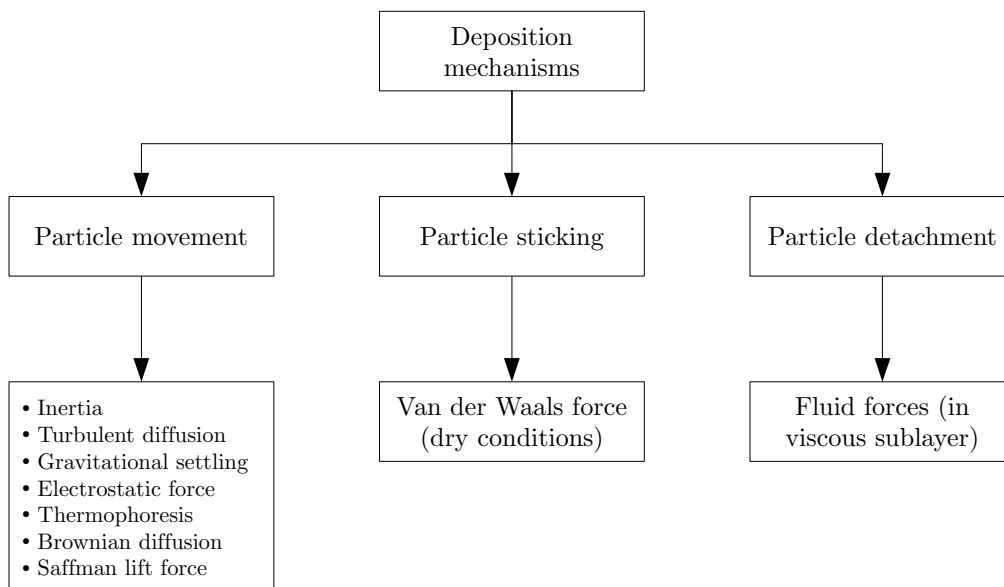 Deposition
mechanisms
Particle movement
Particle sticking
Particle detachment
• Inertia
• Turbulent diffusion
• Gravitational settling
• Electrostatic force
• Thermophoresis
• Brownian diffusion
• Saffman lift force
Van der Waals force
(dry conditions)
Fluid forces (in
viscous sublayer)